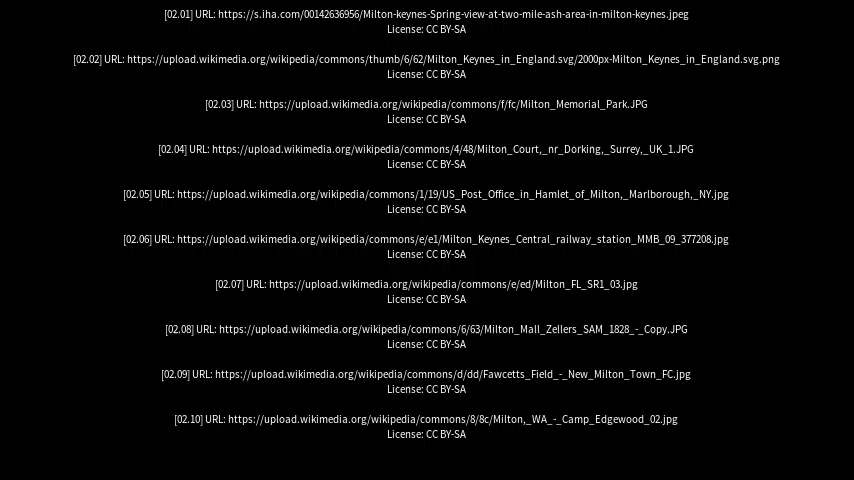 [02.01] URL: https://s.iha.com/00142636956/Milton-keynes-Spring-view-at-two-mile-ash-area-in-milton-keynes.jpeg
License: CC BY-SA
[02.02] URL: https://upload.wikimedia.org/wikipedia/commons/thumb/6/62/Milton_Keynes_in_England.svg/2000px-Milton_Keynes_in_England.svg.png
License: CC BY-SA
[02.03] URL: https://upload.wikimedia.org/wikipedia/commons/f/fc/Milton_Memorial_Park.JPG
License: CC BY-SA
[02.04] URL: https://upload.wikimedia.org/wikipedia/commons/4/48/Milton_Court,_nr_Dorking,_Surrey,_UK_1.JPG
License: CC BY-SA
[02.05] URL: https://upload.wikimedia.org/wikipedia/commons/1/19/US_Post_Office_in_Hamlet_of_Milton,_Marlborough,_NY.jpg
License: CC BY-SA
[02.06] URL: https://upload.wikimedia.org/wikipedia/commons/e/e1/Milton_Keynes_Central_railway_station_MMB_09_377208.jpg
License: CC BY-SA
[02.07] URL: https://upload.wikimedia.org/wikipedia/commons/e/ed/Milton_FL_SR1_03.jpg
License: CC BY-SA
[02.08] URL: https://upload.wikimedia.org/wikipedia/commons/6/63/Milton_Mall_Zellers_SAM_1828_-_Copy.JPG
License: CC BY-SA
[02.09] URL: https://upload.wikimedia.org/wikipedia/commons/d/dd/Fawcetts_Field_-_New_Milton_Town_FC.jpg
License: CC BY-SA
[02.10] URL: https://upload.wikimedia.org/wikipedia/commons/8/8c/Milton,_WA_-_Camp_Edgewood_02.jpg
License: CC BY-SA